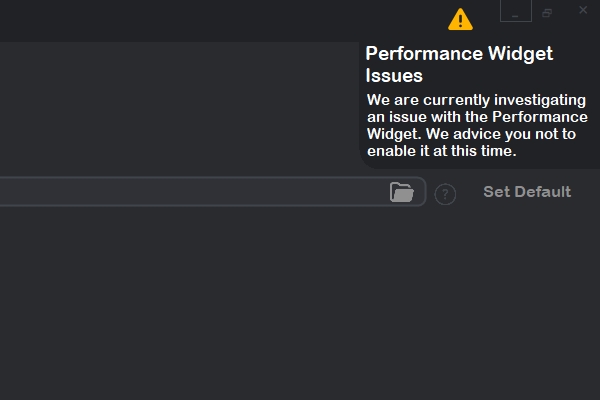 Performance Widget
Issues
We are currently investigating
an issue with the Performance
Widget. We advice you not to
enable it at this time.
? Set Default